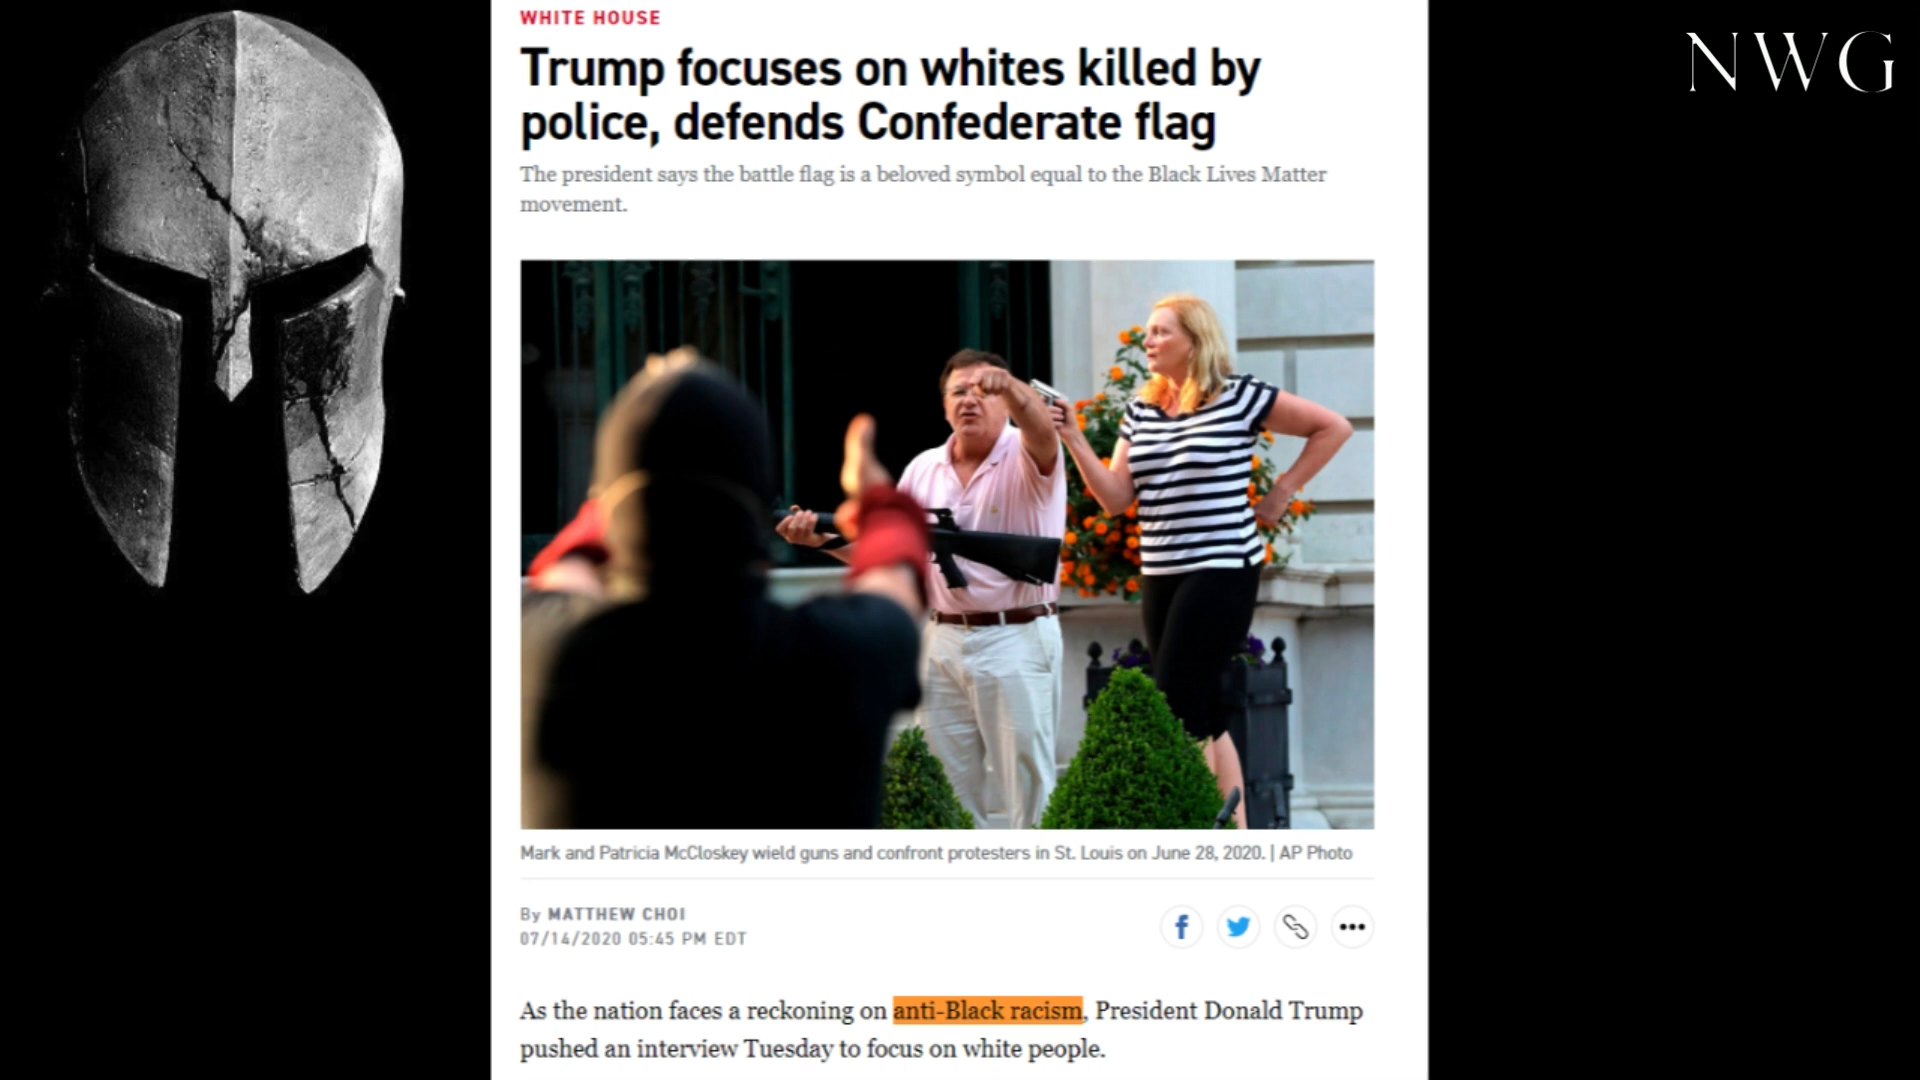 WHITE HOUSE
NWG
Trump focuses on whites killed by
police, defends Confederate flag
The president says the battle flag is a beloved symbol equal to the Black Lives Matter
movement.
Mark and Patricia McCloskey wield guns and confront protesters in St. Louis on June 28, 2020. | AP Photo
By MATTHEW CHOI
07/14/2020 05:45 PM EDT
As the nation faces a reckoning on anti-Black racism, President Donald Trump
pushed an interview Tuesday to focus on white people.